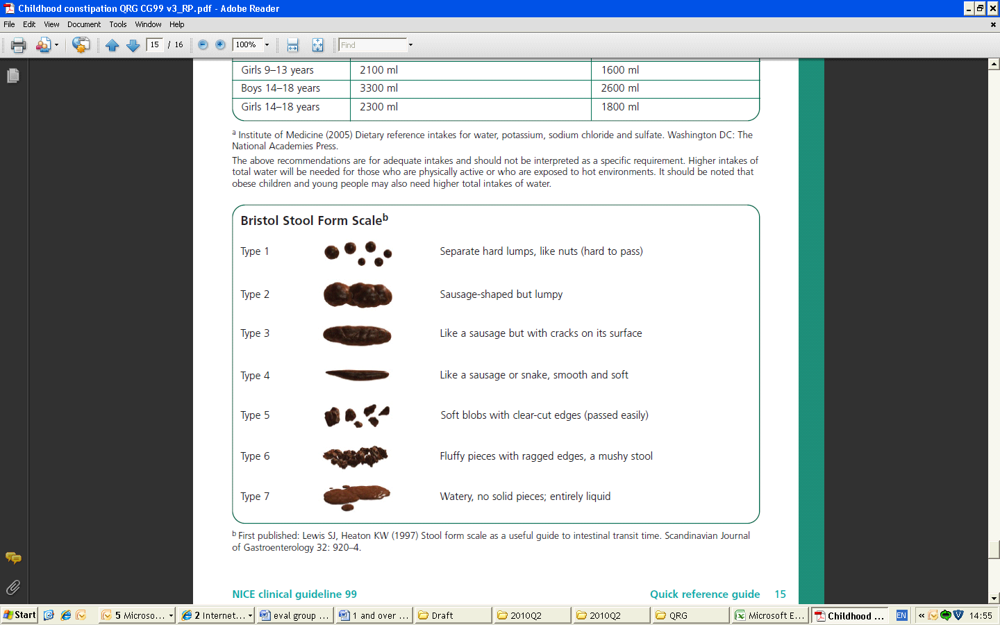 Childhood constipation QRG CG99 v3_RP.pdf - Adobe Reader
File Edit View Document Tools Window Help
15 / 16 100% Find
Girls 9–13 years 2100 ml 1600 ml
Boys 14–18 years 3300 ml 2600 ml
Girls 14–18 years 2300 ml 1800 ml
a Institute of Medicine (2005) Dietary reference intakes for water, potassium, sodium chloride and sulfate. Washington DC: The
National Academies Press.
The above recommendations are for adequate intakes and should not be interpreted as a specific requirement. Higher intakes of
total water will be needed for those who are physically active or who are exposed to hot environments. It should be noted that
obese children and young people may also need higher total intakes of water.
Bristol Stool Form Scaleb
Type 1 Separate hard lumps, like nuts (hard to pass)
Type 2 Sausage-shaped but lumpy
Type 3 Like a sausage but with cracks on its surface
Type 4 Like a sausage or snake, smooth and soft
Type 5 Soft blobs with clear-cut edges (passed easily)
Type 6 Fluffy pieces with ragged edges, a mushy stool
Type 7 Watery, no solid pieces; entirely liquid
b First published: Lewis SJ, Heaton KW (1997) Stool form scale as a useful guide to intestinal transit time. Scandinavian Journal
of Gastroenterology 32: 920–4.
NICE clinical guideline 99 Quick reference guide 15
Start 5 Microso... 2 Internet... eval group ... 1 and over ... Draft 2010Q2 2010Q2 QRG Microsoft E... Childhood ... EN « 14:55